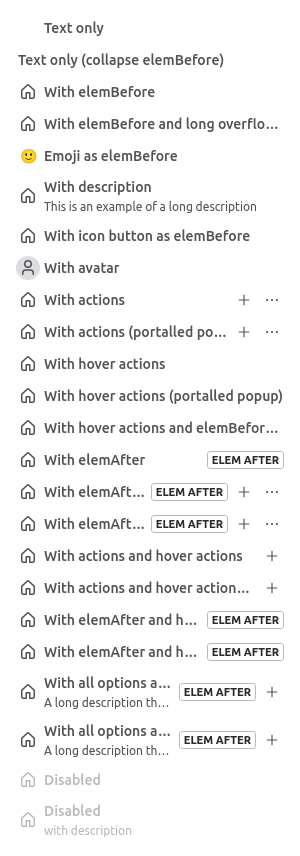 Text only
Text only (collapse elemBefore)
With elemBefore
With elemBefore and long overflo...
Emoji as elemBefore
With description
This is an example of a long description
With icon button as elemBefore
With avatar
With actions
With actions (portalled po...
With hover actions
With hover actions (portalled popup)
With hover actions and elemBefor...
With elemAfter ELEM AFTER
With elemAft... ELEM AFTER
With elemAft... ELEM AFTER
With actions and hover actions
With actions and hover action...
With elemAfter and h... ELEM AFTER
With elemAfter and h... ELEM AFTER
With all options a... ELEM AFTER
A long description th...
With all options a... ELEM AFTER
A long description th...
Disabled
Disabled
with description